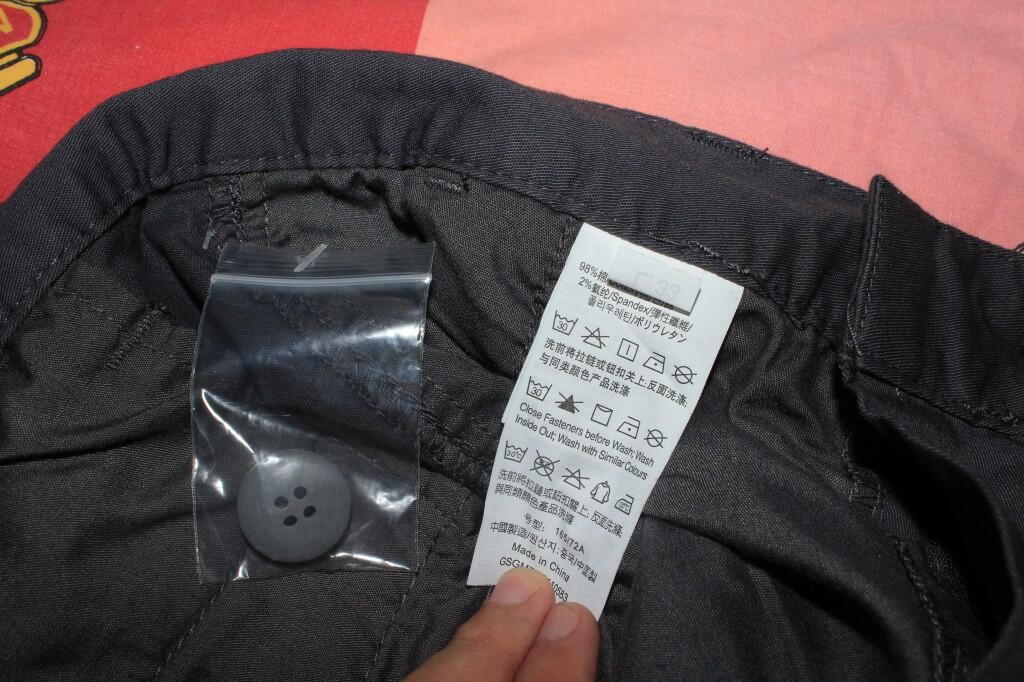 98%棉
2%氨纶/Spandex/彈性纖維/
폴리우레탄/ポリウレタン
30
洗前将拉链或钮扣关上;反面洗涤;
与同类颜色产品洗涤
30
Close Fasteners before Wash; Wash
Inside Out; Wash with Similar Colours
30
洗前將拉鏈或鈕扣關上;反面洗滌;
與同類顏色產品洗滌
号型: 165/72A
中國製造/원산지:중국/中国製
Made in China